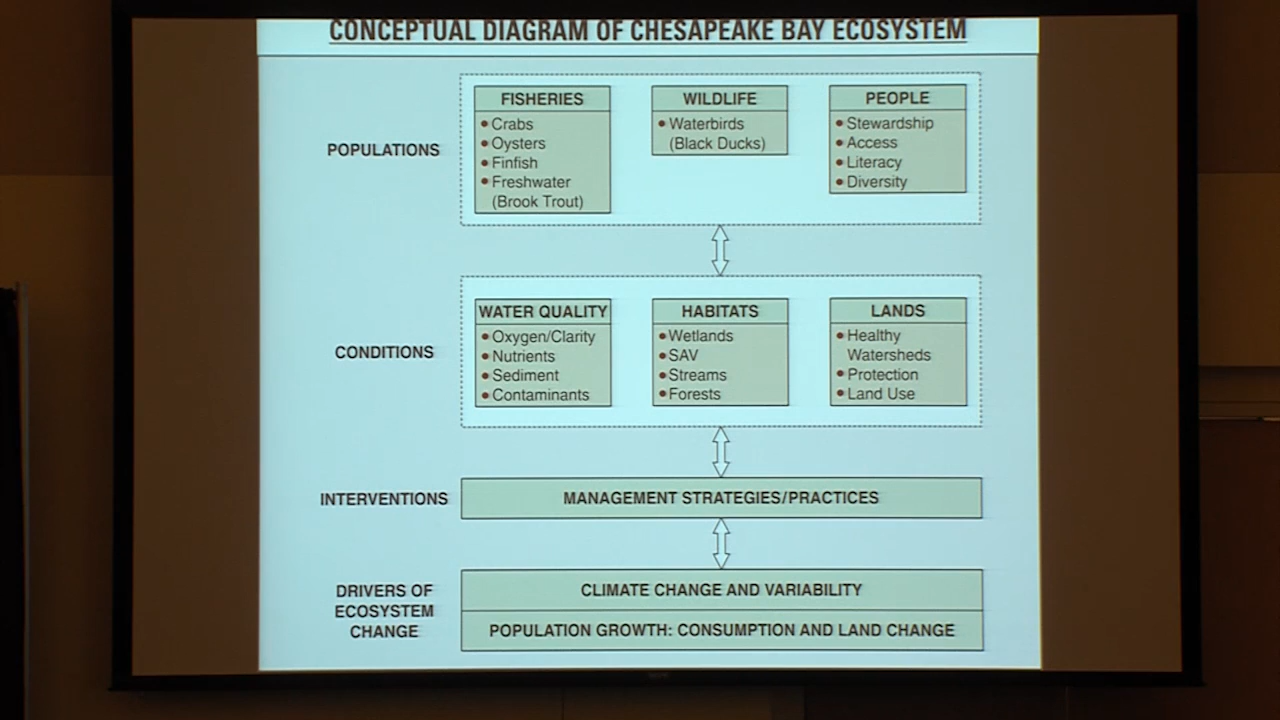 CONCEPTUAL DIAGRAM OF CHESAPEAKE BAY ECOSYSTEM
POPULATIONS
FISHERIES
• Crabs
• Oysters
• Finfish
• Freshwater
(Brook Trout)
WILDLIFE
• Waterbirds
(Black Ducks)
PEOPLE
• Stewardship
• Access
• Literacy
• Diversity
CONDITIONS
WATER QUALITY
• Oxygen/Clarity
• Nutrients
• Sediment
• Contaminants
HABITATS
• Wetlands
• SAV
• Streams
• Forests
LANDS
• Healthy
Watersheds
• Protection
• Land Use
INTERVENTIONS
MANAGEMENT STRATEGIES/PRACTICES
DRIVERS OF
ECOSYSTEM
CHANGE
CLIMATE CHANGE AND VARIABILITY
POPULATION GROWTH: CONSUMPTION AND LAND CHANGE